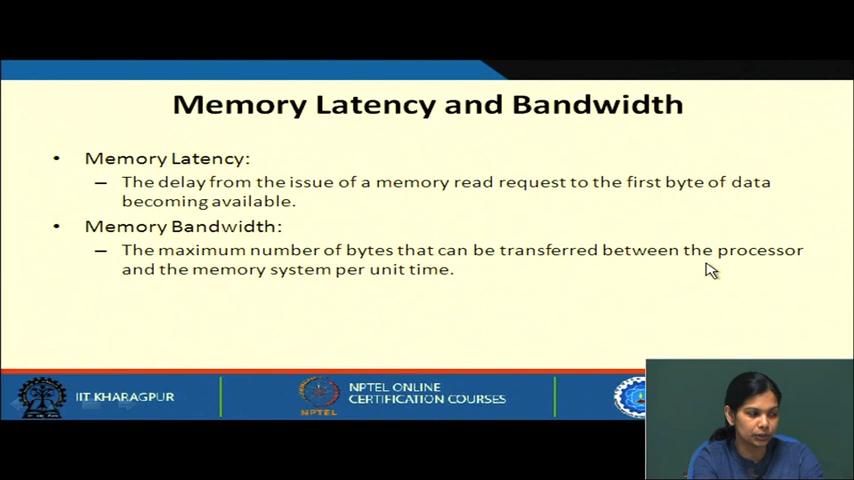 Memory Latency and Bandwidth
• Memory Latency:
– The delay from the issue of a memory read request to the first byte of data
becoming available.
• Memory Bandwidth:
– The maximum number of bytes that can be transferred between the processor
and the memory system per unit time.
IIT KHARAGPUR
NPTEL
NPTEL ONLINE
CERTIFICATION COURSES